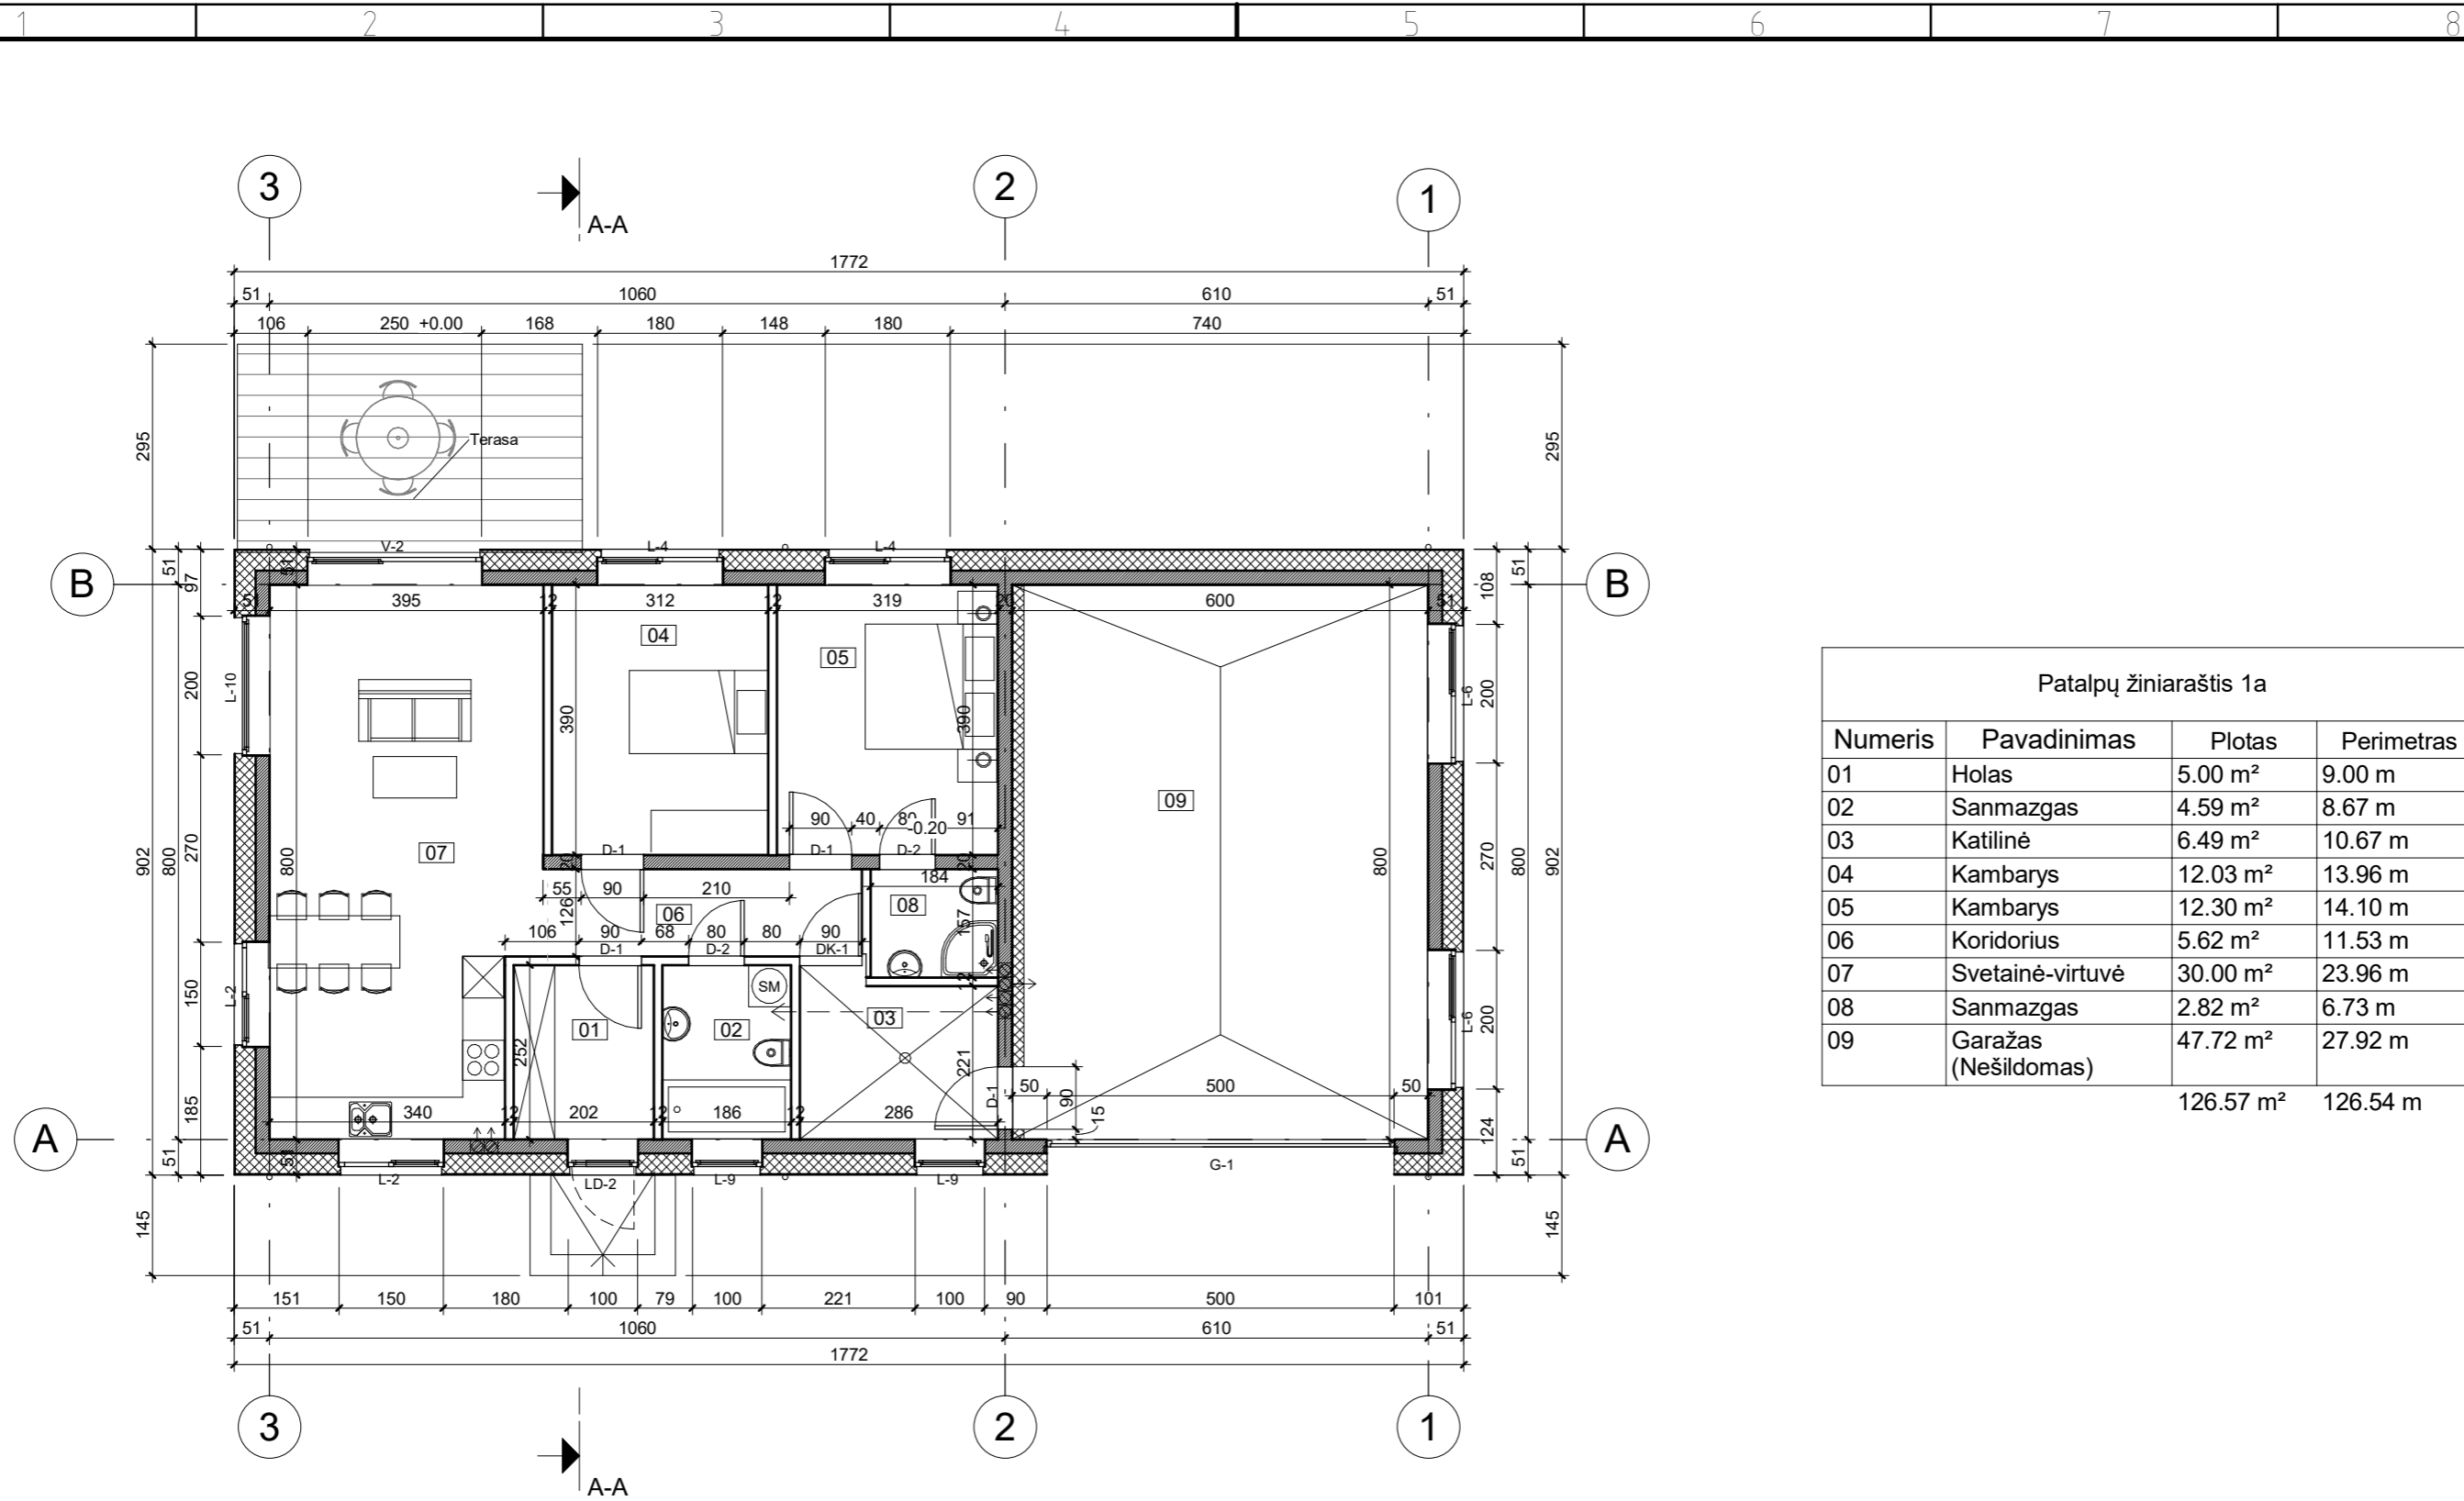 1 2 3 4 5 6 7 8
3 2 1
A-A
1772
51 1060 610 51
106 250 +0.00 168 180 148 180 740
295 Terasa 295
V-2 L-4 L-4
B 51 97 51 108 51 B
51 395 12 312 12 319 20 600 51
04
05
200 L-10 390 390 L-6 200
09
90 40 80 -0.20 91
902 800 270 800 07 20 D-1 D-1 D-2 20 800 270 800 902
184
55 90 210
126 06 08 157
106 90 68 80 80 90
D-1 D-2 DK-1
150 L-2 SM 12 L-6 200
01 02 03
252 221
50 500 50
D-1 90
185 340 12 202 12 186 12 286 15 124
A A
51 51 51
L-2 LD-2 L-9 L-9 G-1
145 145
151 150 180 100 79 100 221 100 90 500 101
51 1060 610 51
1772
3 2 1
A-A
Patalpų žiniaraštis 1a
Numeris Pavadinimas Plotas Perimetras
01 Holas 5.00 m² 9.00 m
02 Sanmazgas 4.59 m² 8.67 m
03 Katilinė 6.49 m² 10.67 m
04 Kambarys 12.03 m² 13.96 m
05 Kambarys 12.30 m² 14.10 m
06 Koridorius 5.62 m² 11.53 m
07 Svetainė-virtuvė 30.00 m² 23.96 m
08 Sanmazgas 2.82 m² 6.73 m
09 Garažas 47.72 m² 27.92 m
(Nešildomas)
126.57 m² 126.54 m